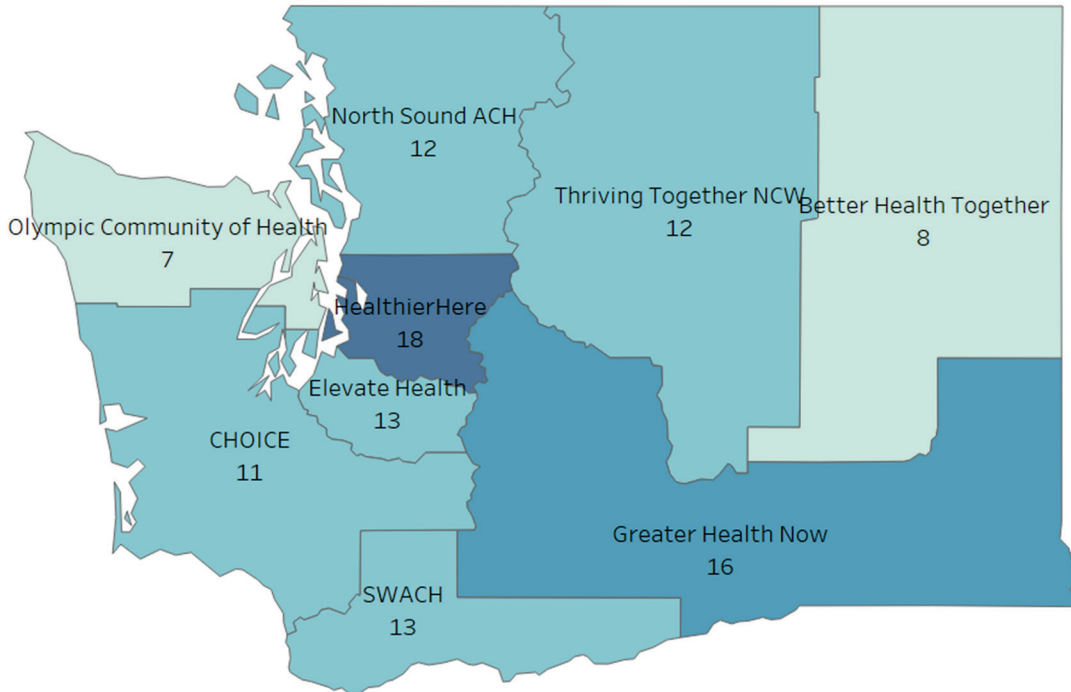 North Sound ACH
12
Thriving Together NCW
12
Better Health Together
8
Olympic Community of Health
7
HealthierHere
18
Elevate Health
13
CHOICE
11
Greater Health Now
16
SWACH
13